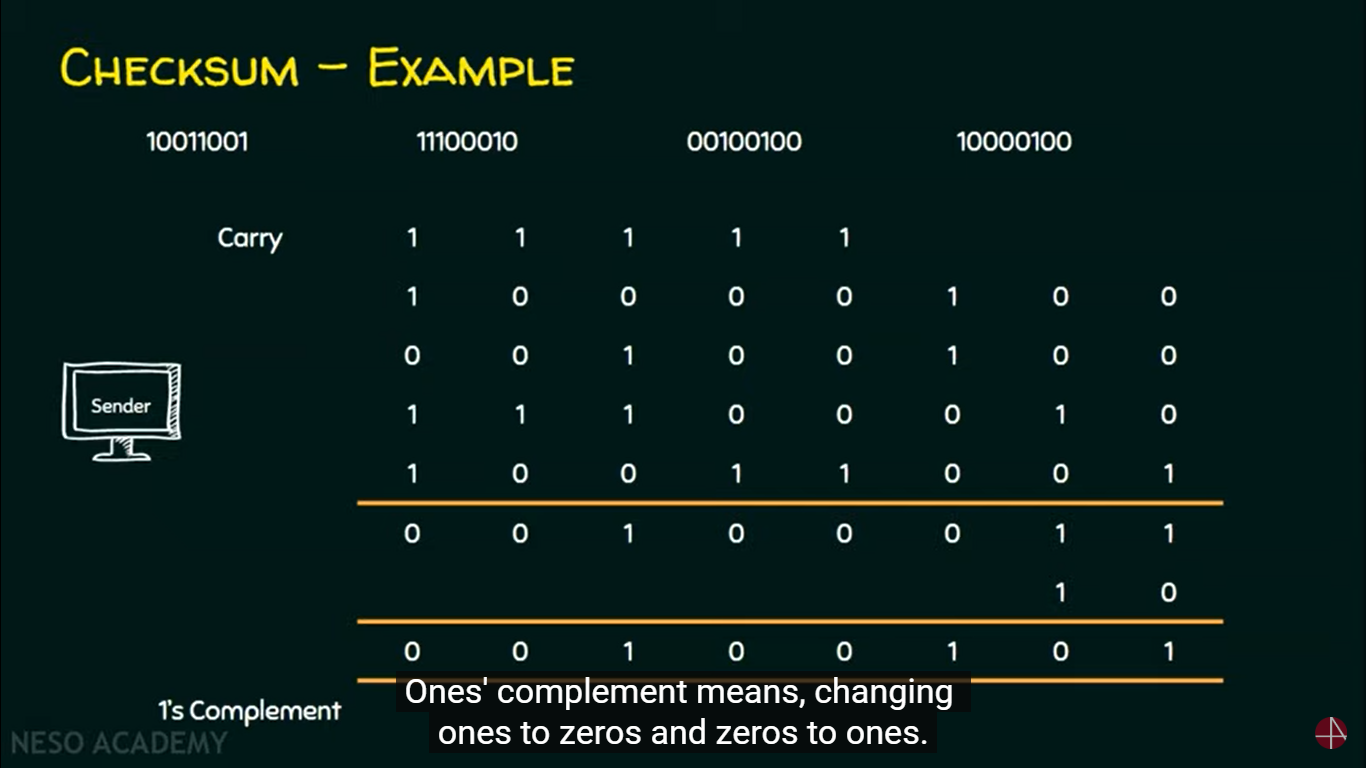 CHECKSUM – EXAMPLE
10011001 11100010 00100100 10000100
Carry 1 1 1 1 1
1 0 0 0 0 1 0 0
0 0 1 0 0 1 0 0
Sender
1 1 1 0 0 0 1 0
1 0 0 1 1 0 0 1
0 0 1 0 0 0 1 1
1 0
0 0 1 0 0 1 0 1
Ones' complement means, changing
1's Complement
ones to zeros and zeros to ones.
NESO ACADEMY